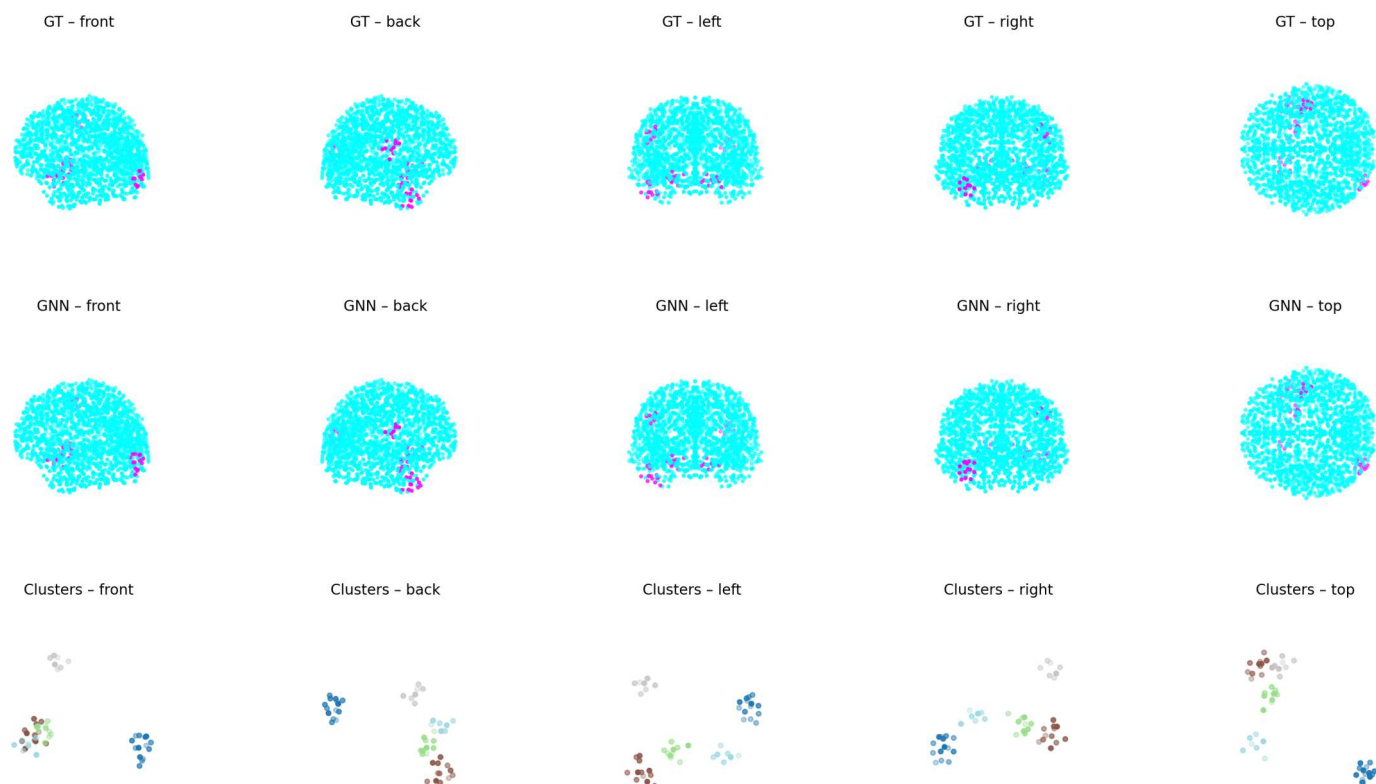 GT – front
GT – back
GT – left
GT – right
GT – top
GNN – front
GNN – back
GNN – left
GNN – right
GNN – top
Clusters – front
Clusters – back
Clusters – left
Clusters – right
Clusters – top